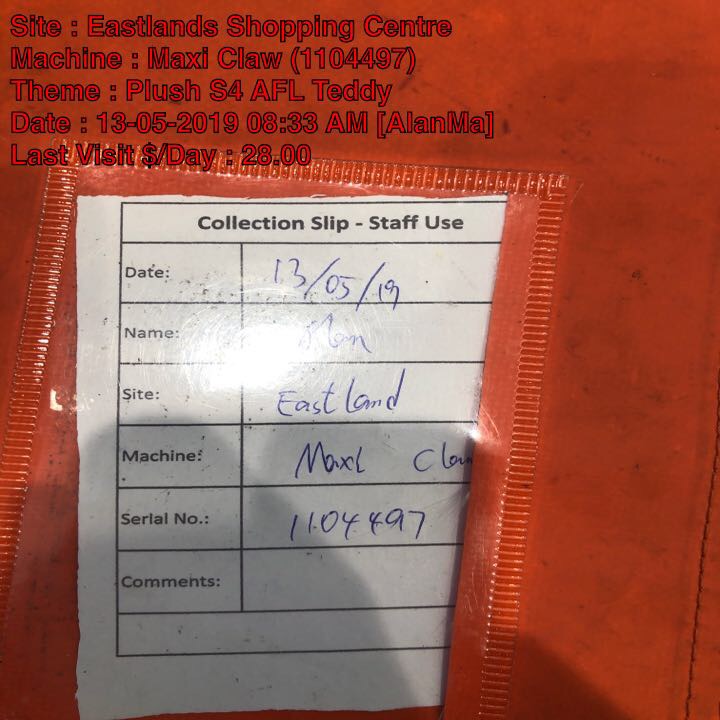 Site : Eastlands Shopping Centre
Machine : Maxi Claw (1104497)
Theme : Plush S4 AFL Teddy
Date : 13-05-2019 08:33 AM [AlanMa]
Last Visit $/Day : 28.00
Collection Slip - Staff Use
Date: 13/05/19
Name: Alan
Site: Eastland
Machine: Maxi Claw
Serial No.: 1104497
Comments: